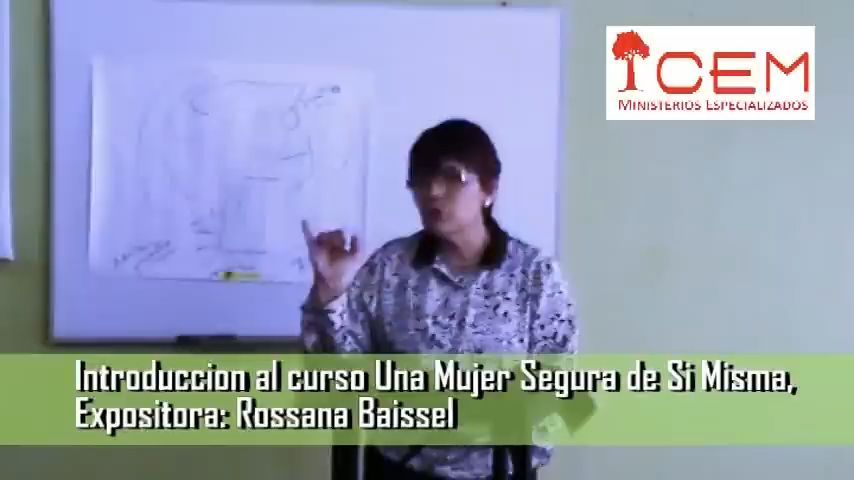 CEM
MINISTERIOS ESPECIALIZADOS
Introduccion al curso Una Mujer Segura de Si Misma,
Expositora: Rossana Baissel